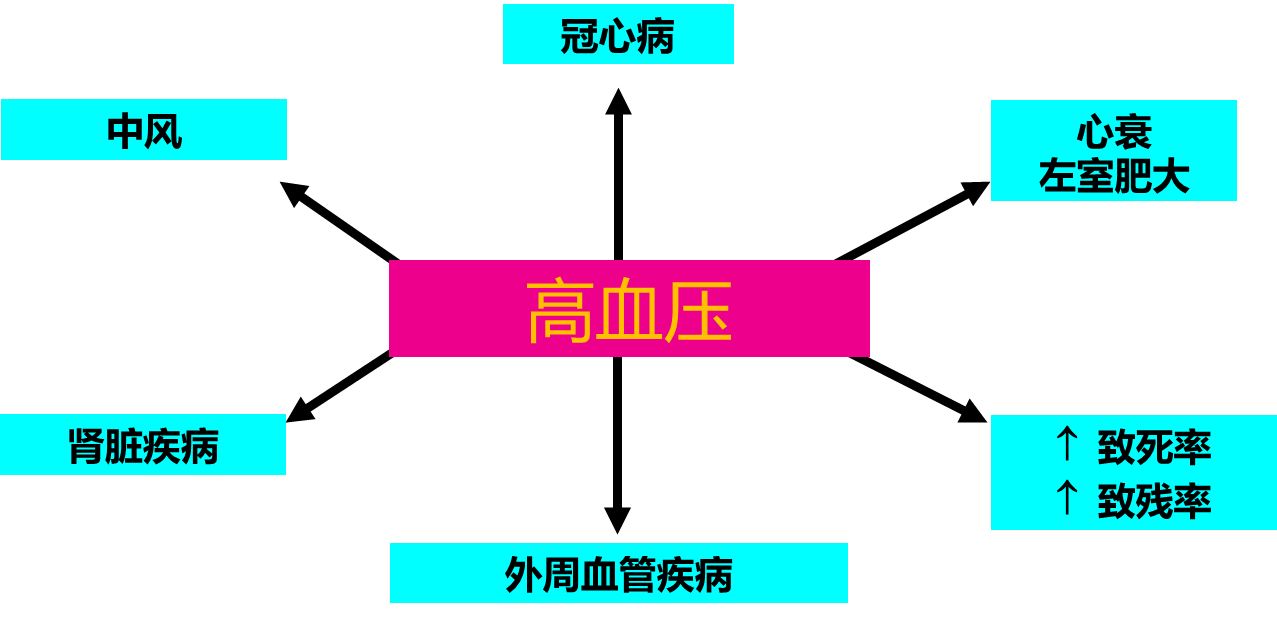 冠心病
中风
心衰
左室肥大
高血压
肾脏疾病
↑ 致死率
↑ 致残率
外周血管疾病